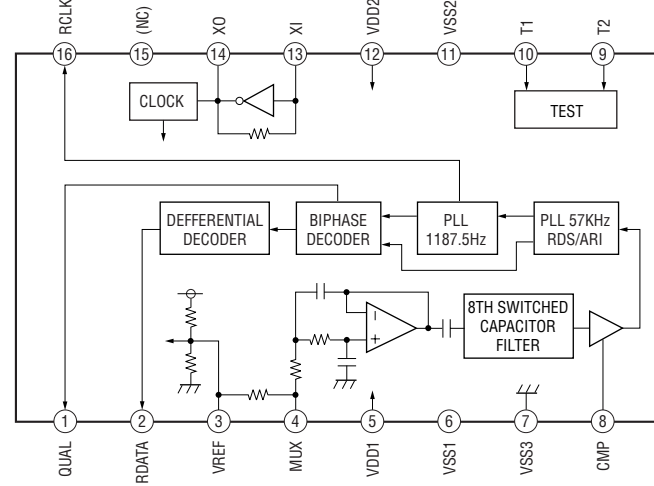 RCLK
(NC)
XO
XI
VDD2
VSS2
T1
T2
16
15
14
13
12
11
10
9
CLOCK
TEST
DEFFERENTIAL
DECODER
BIPHASE
DECODER
PLL
1187.5Hz
PLL 57KHz
RDS/ARI
8TH SWITCHED
CAPACITOR
FILTER
1
2
3
4
5
6
7
8
QUAL
RDATA
VREF
MUX
VDD1
VSS1
VSS3
CMP